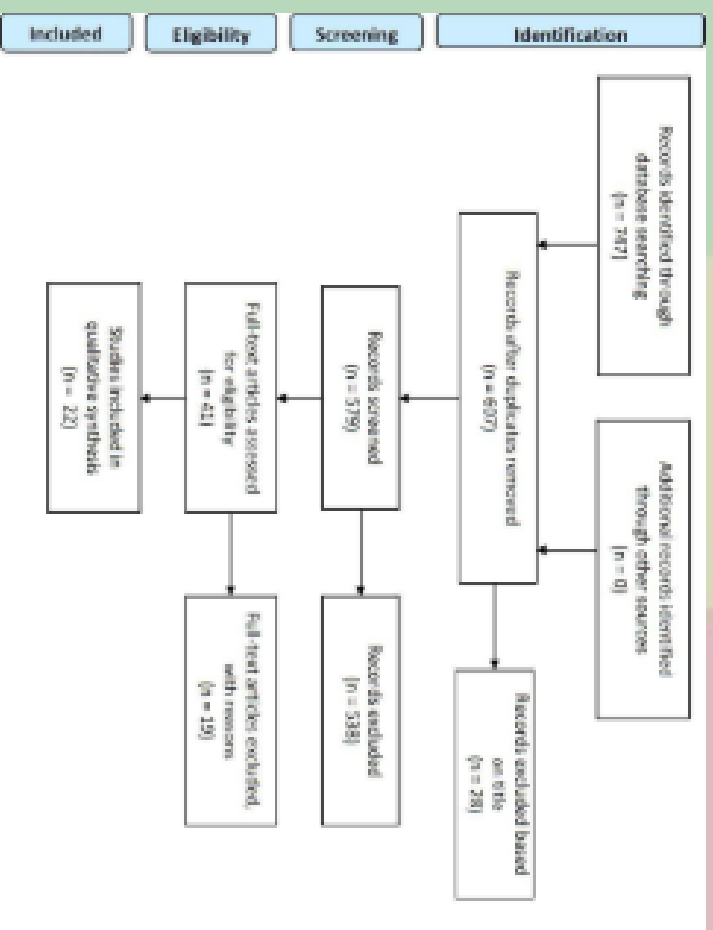 Identification
Screening
Eligibility
Included
Records identified through
database searching
(n = 747)
Additional records identified
through other sources
(n = 0)
Records after duplicates removed
(n = 607)
Records excluded based
on title
(n = 28)
Records screened
(n = 579)
Records excluded
(n = 538)
Full-text articles assessed
for eligibility
(n = 41)
Full-text articles excluded,
with reasons
(n = 19)
Studies included in
qualitative synthesis
(n = 22)